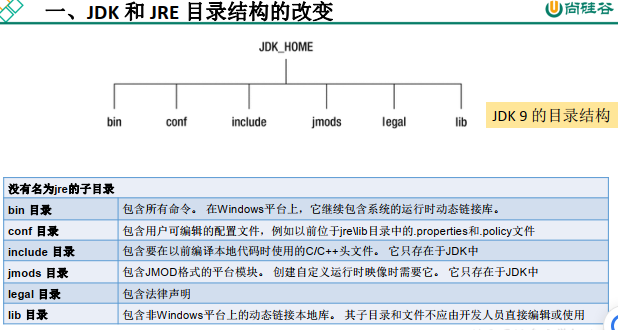 一、JDK 和 JRE 目录结构的改变
尚硅谷
JDK_HOME
bin conf include jmods legal lib
JDK 9 的目录结构
没有名为jre的子目录
bin 目录 包含所有命令。 在Windows平台上，它继续包含系统的运行时动态链接库。
conf 目录 包含用户可编辑的配置文件，例如以前位于jre\lib目录中的.properties和.policy文件
include 目录 包含要在以前编译本地代码时使用的C/C++头文件。 它只存在于JDK中
jmods 目录 包含JMOD格式的平台模块。 创建自定义运行时映像时需要它。 它只存在于JDK中
legal 目录 包含法律声明
lib 目录 包含非Windows平台上的动态链接本地库。 其子目录和文件不应由开发人员直接编辑或使用